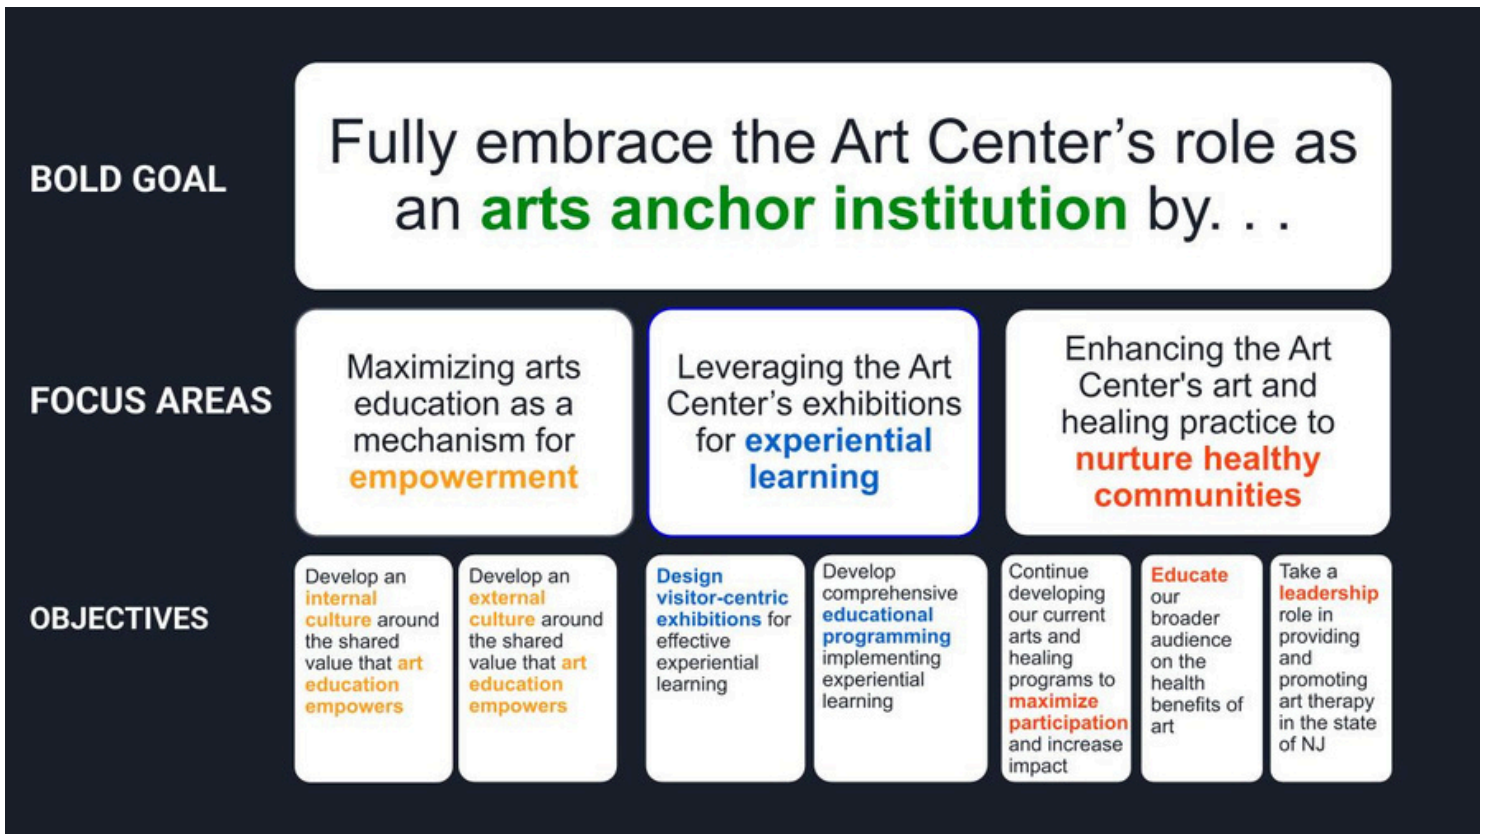 BOLD GOAL
Fully embrace the Art Center’s role as
an arts anchor institution by. . .
FOCUS AREAS
Maximizing arts
education as a
mechanism for
empowerment
Leveraging the Art
Center’s exhibitions
for experiential
learning
Enhancing the Art
Center's art and
healing practice to
nurture healthy
communities
OBJECTIVES
Develop an
internal
culture around
the shared
value that art
education
empowers
Develop an
external
culture around
the shared
value that art
education
empowers
Design
visitor-centric
exhibitions for
effective
experiential
learning
Develop
comprehensive
educational
programming
implementing
experiential
learning
Continue
developing
our current
arts and
healing
programs to
maximize
participation
and increase
impact
Educate
our
broader
audience
on the
health
benefits of
art
Take a
leadership
role in
providing
and
promoting
art therapy
in the state
of NJ